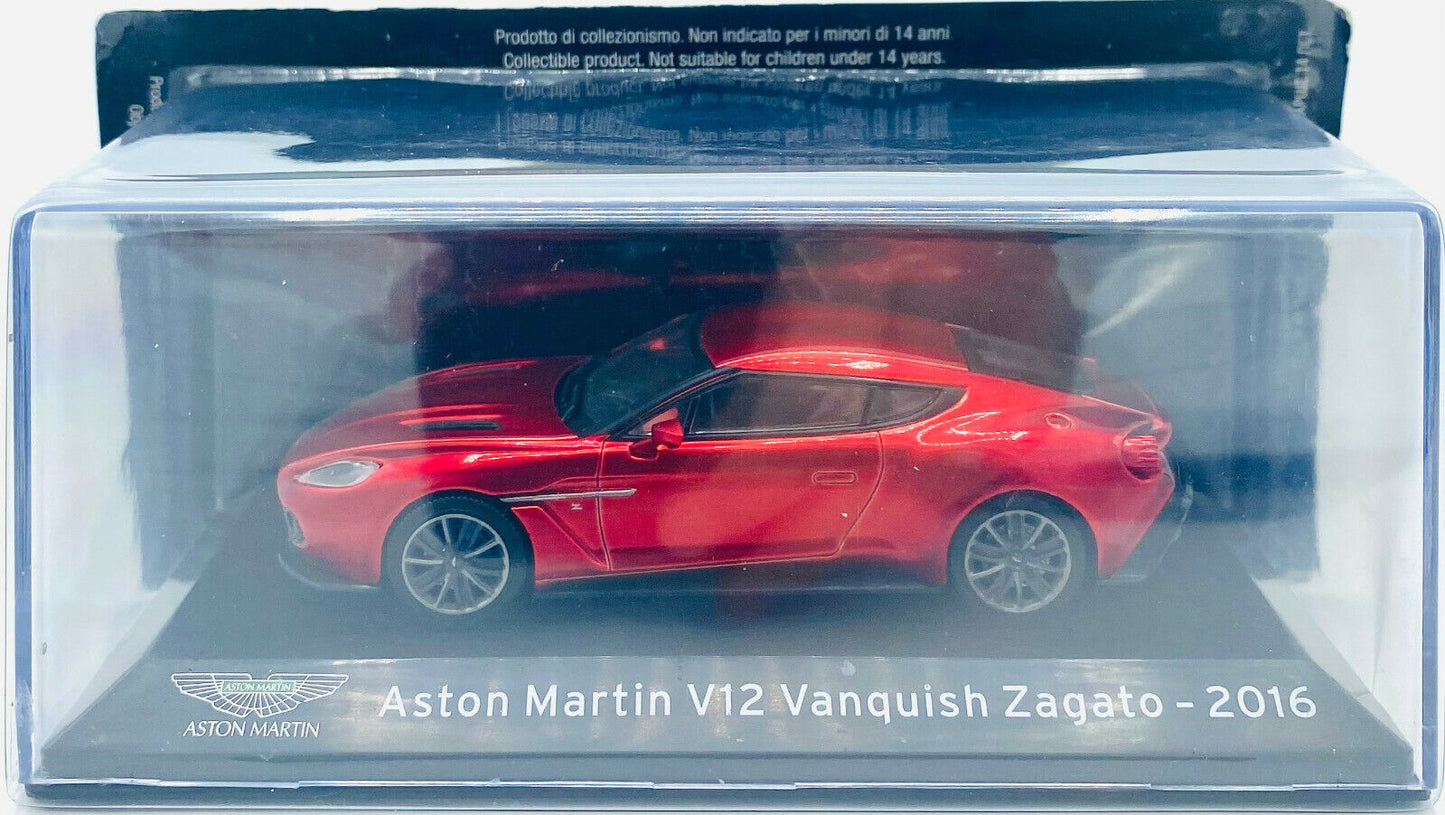 Prodotto di collezionismo. Non indicato per i minori di 14 anni
Collectible product. Not suitable for children under 14 years.
Z
ASTON MARTIN
ASTON MARTIN
Aston Martin V12 Vanquish Zagato - 2016